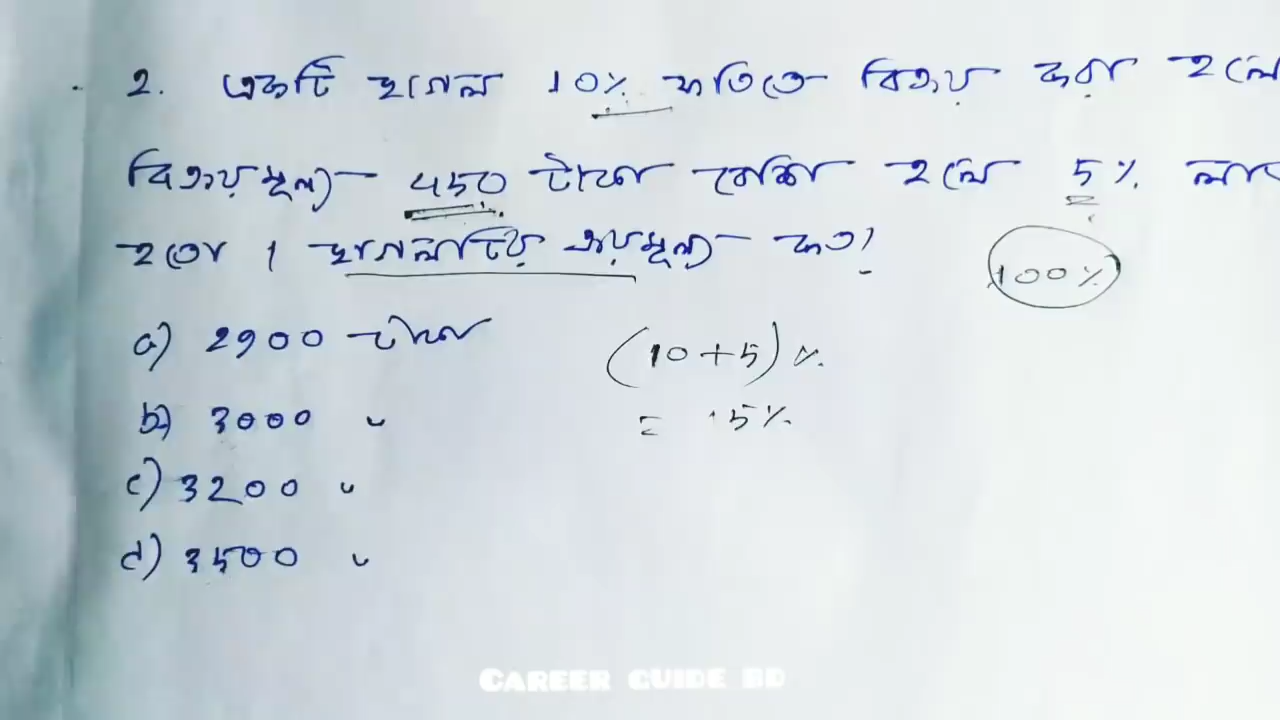 2. একটি ছাগল 10% ক্ষতিতে বিক্রয় করা হলে
বিক্রয়মূল্য 450 টাকা বেশি হলে 5% লাভ
হতো। ছাগলটির ক্রয়মূল্য কত?
100%
a) 2900 টাকা
(10+5)%
b) 3000 "
= 15%
c) 3200 "
d) 3500 "
CAREER GUIDE BD